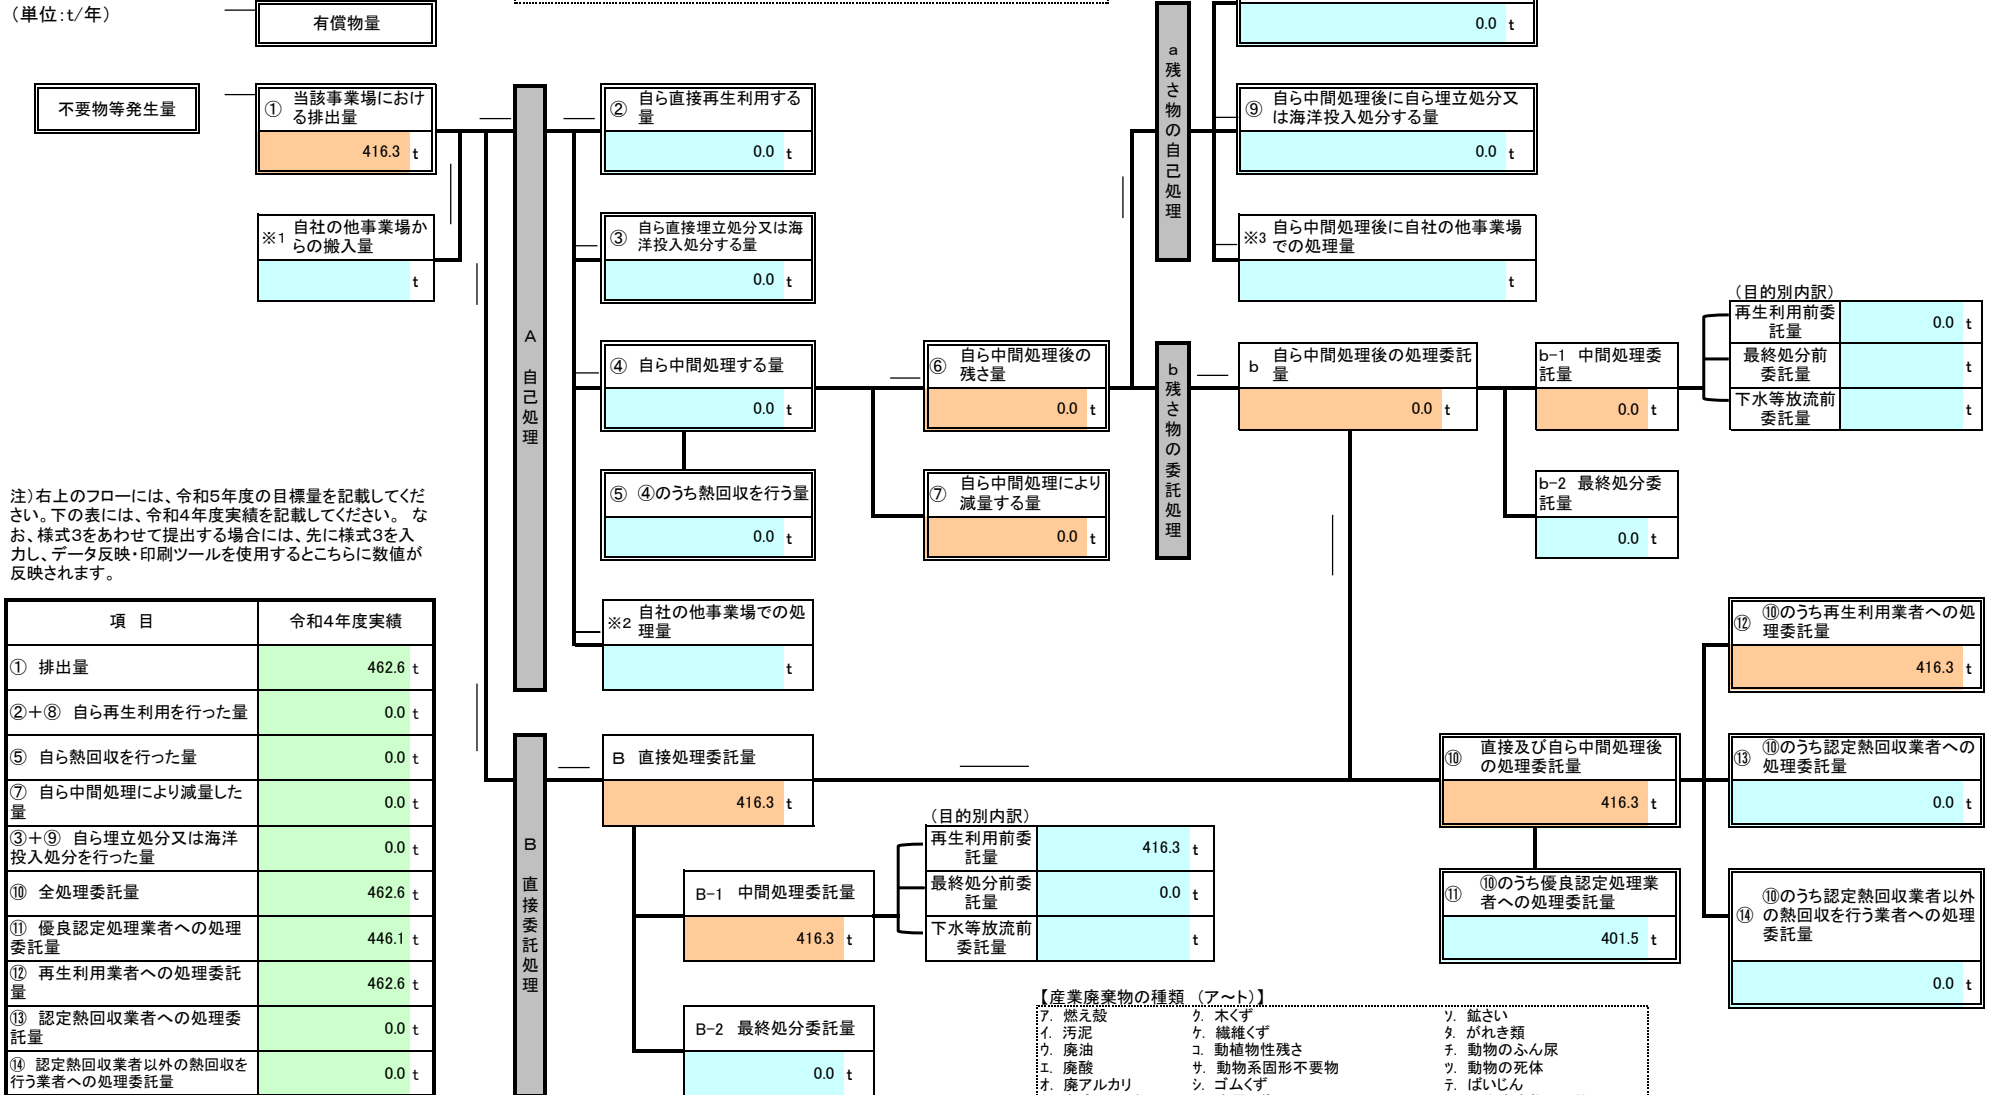 （単位:t/年）
有償物量
0.0 t
不要物等発生量
① 当該事業場におけ
る排出量
416.3 t
※1 自社の他事業場か
らの搬入量
t
A 自己処理
② 自ら直接再生利用する
量
0.0 t
③ 自ら直接埋立処分又は海
洋投入処分する量
0.0 t
④ 自ら中間処理する量
0.0 t
⑤ ④のうち熱回収を行う量
0.0 t
※2 自社の他事業場での処
理量
t
⑥ 自ら中間処理後の
残さ量
0.0 t
⑦ 自ら中間処理により
減量する量
0.0 t
a 残さ物の自己処理
⑨ 自ら中間処理後に自ら埋立処分又
は海洋投入処分する量
0.0 t
※3 自ら中間処理後に自社の他事業場
での処理量
t
b 残さ物の委託処理
b 自ら中間処理後の処理委託
量
0.0 t
b-1 中間処理委
託量
0.0 t
b-2 最終処分委
託量
0.0 t
（目的別内訳）
再生利用前委
託量
0.0 t
最終処分前
委託量
t
下水等放流前
委託量
t
注）右上のフローには、令和5年度の目標量を記載してくだ
さい。下の表には、令和4年度実績を記載してください。 な
お、様式3をあわせて提出する場合には、先に様式3を入
力し、データ反映・印刷ツールを使用するとこちらに数値が
反映されます。
項 目 令和4年度実績
① 排出量 462.6 t
②＋⑧ 自ら再生利用を行った量 0.0 t
⑤ 自ら熱回収を行った量 0.0 t
⑦ 自ら中間処理により減量した
量 0.0 t
③＋⑨ 自ら埋立処分又は海洋
投入処分を行った量 0.0 t
⑩ 全処理委託量 462.6 t
⑪ 優良認定処理業者への処理
委託量 446.1 t
⑫ 再生利用業者への処理委託
量 462.6 t
⑬ 認定熱回収業者への処理委
託量 0.0 t
⑭ 認定熱回収業者以外の熱回収を
行う業者への処理委託量 0.0 t
B 直接委託処理
B 直接処理委託量
416.3 t
B-1 中間処理委託量
416.3 t
B-2 最終処分委託量
0.0 t
（目的別内訳）
再生利用前委
託量
416.3 t
最終処分前委
託量
0.0 t
下水等放流前
委託量
t
⑩ 直接及び自ら中間処理後
の処理委託量
416.3 t
⑪ ⑩のうち優良認定処理業
者への処理委託量
401.5 t
⑫ ⑩のうち再生利用業者への処
理委託量
416.3 t
⑬ ⑩のうち認定熱回収業者への
処理委託量
0.0 t
⑭ ⑩のうち認定熱回収業者以外
の熱回収を行う業者への処理
委託量
0.0 t
【産業廃棄物の種類 （ア～ト）】
ア. 燃え殻 ク. 木くず ソ. 鉱さい
イ. 汚泥 ケ. 繊維くず タ. がれき類
ウ. 廃油 コ. 動植物性残さ チ. 動物のふん尿
エ. 廃酸 サ. 動物系固形不要物 ツ. 動物の死体
オ. 廃アルカリ シ. ゴムくず テ. ばいじん